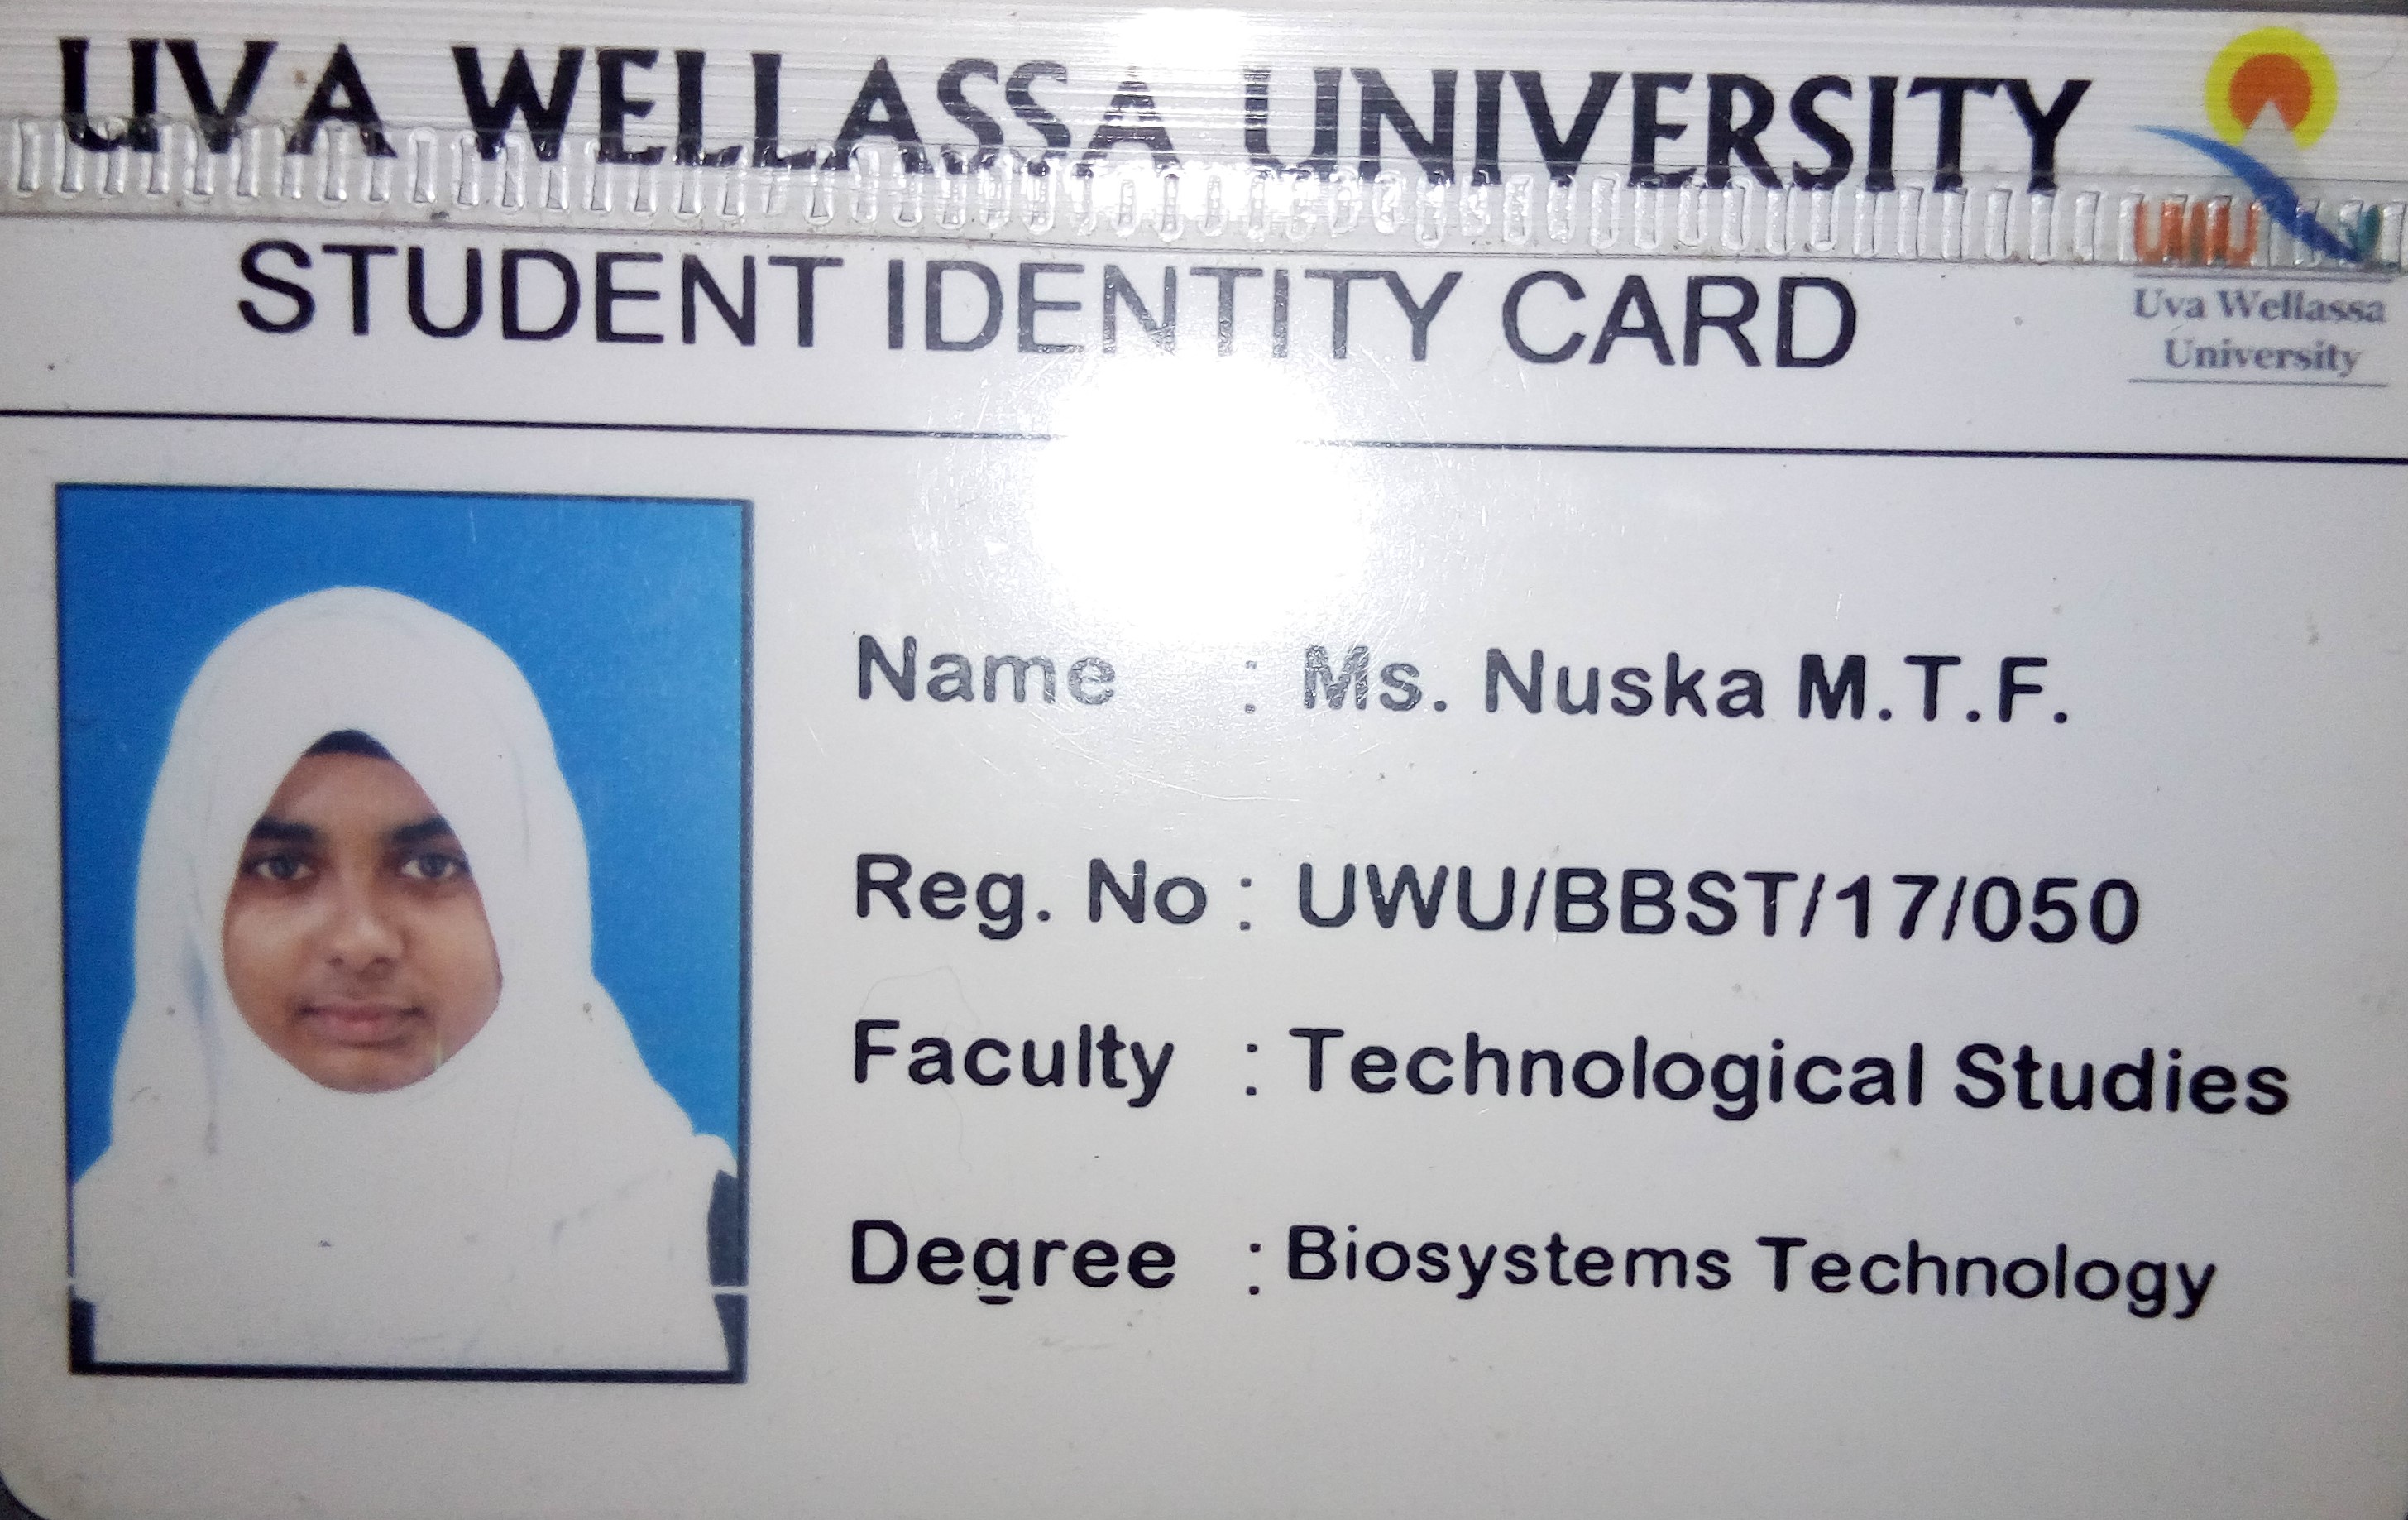 UVA WELLASSA UNIVERSITY
STUDENT IDENTITY CARD
UWU
Uva Wellassa
University
Name : Ms. Nuska M.T.F.
Reg. No : UWU/BBST/17/050
Faculty : Technological Studies
Degree : Biosystems Technology